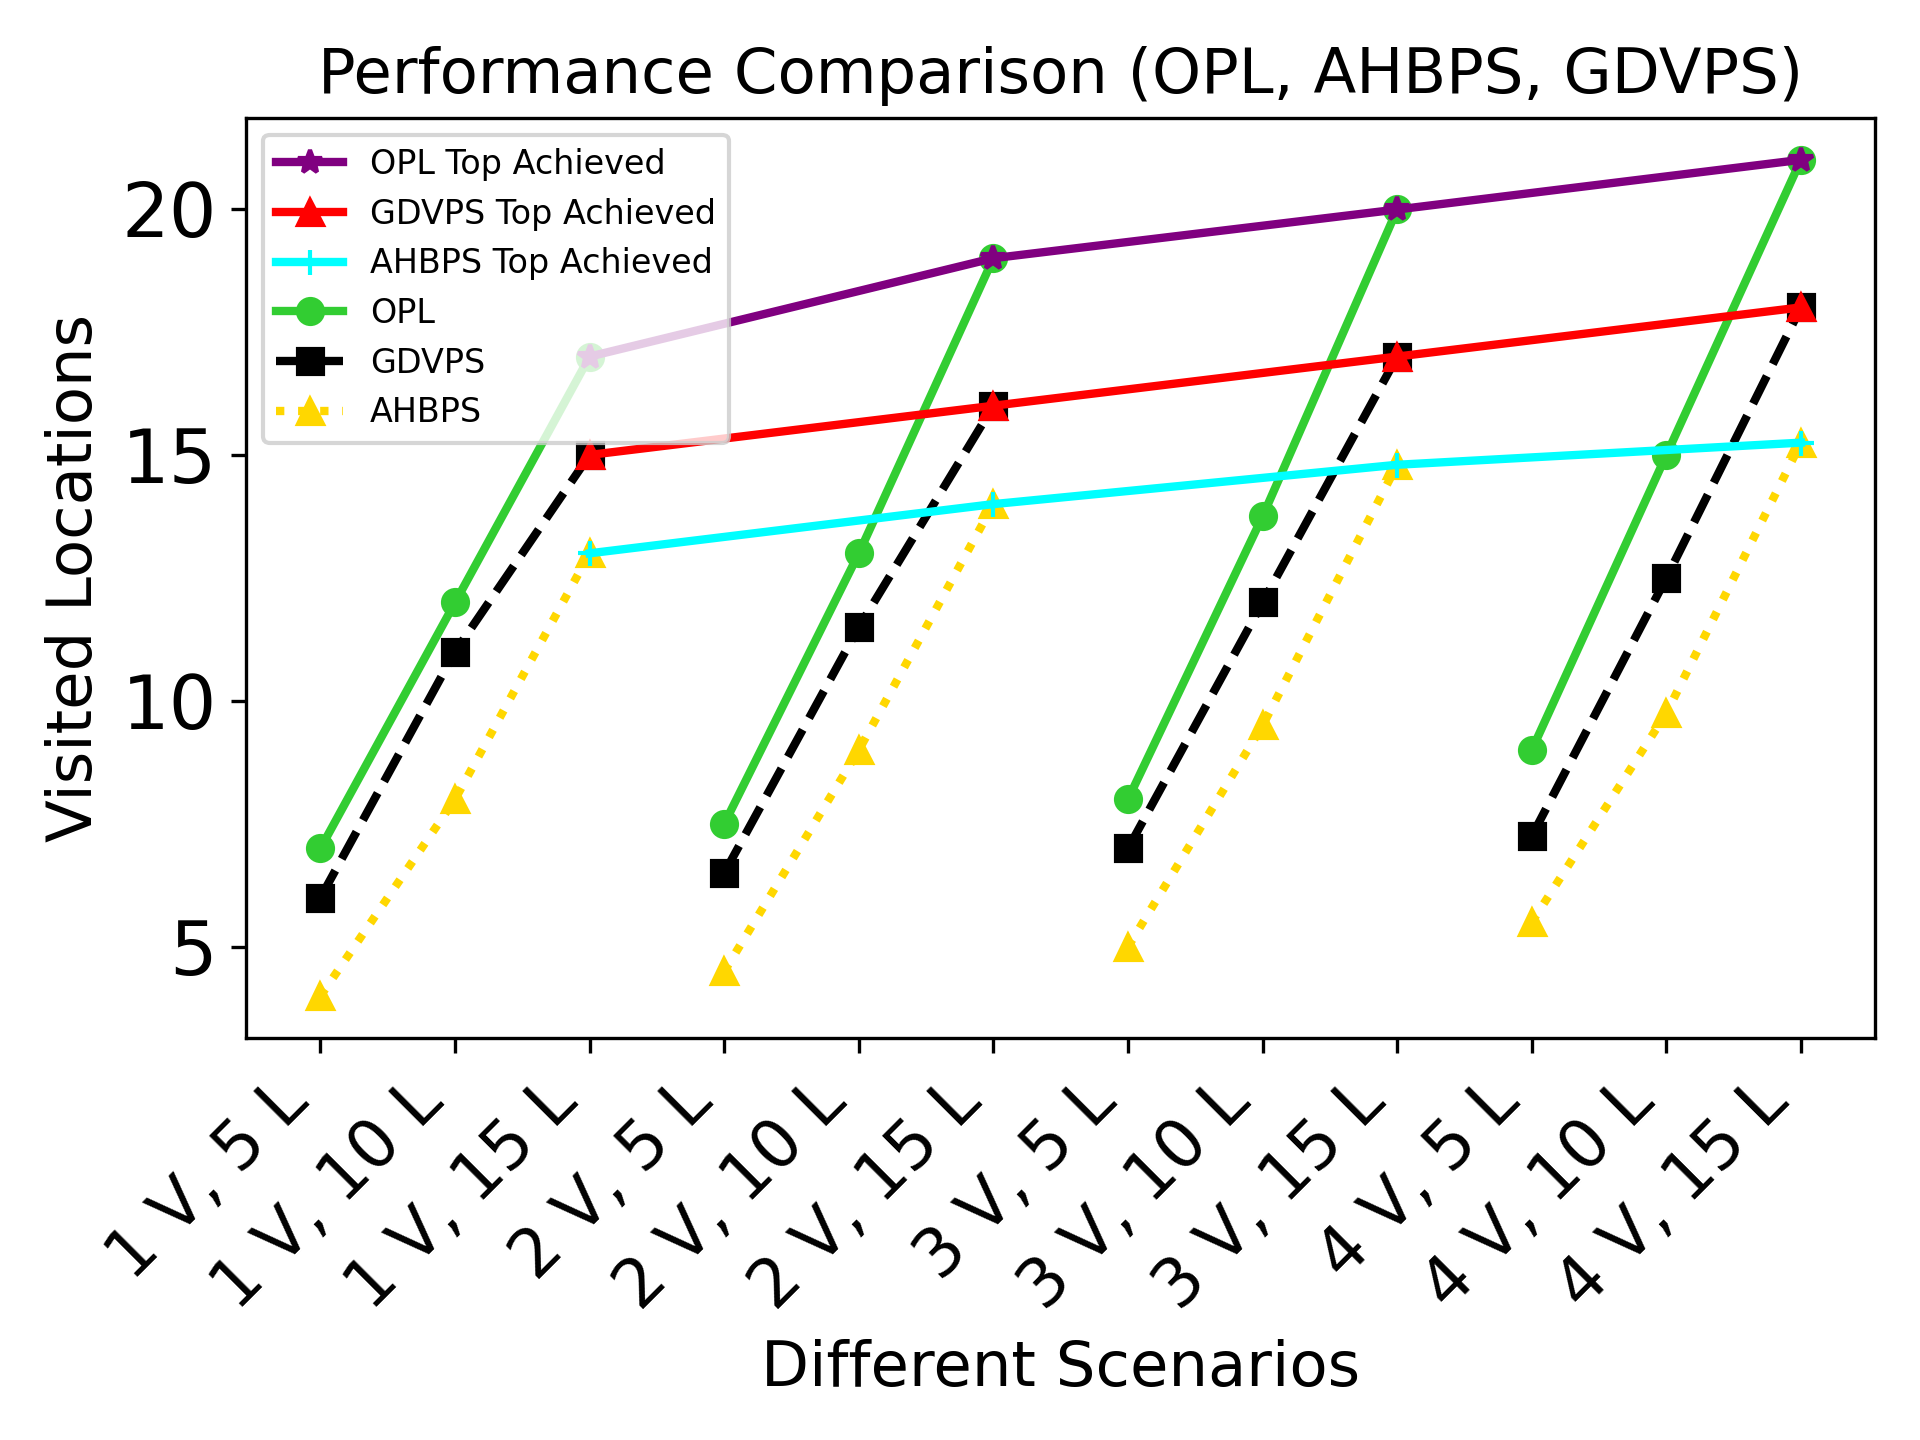 Performance Comparison (OPL, AHBPS, GDVPS)
OPL Top Achieved
GDVPS Top Achieved
AHBPS Top Achieved
OPL
GDVPS
AHBPS
Visited Locations
20
15
10
5
1 V, 5 L
1 V, 10 L
1 V, 15 L
2 V, 5 L
2 V, 10 L
2 V, 15 L
3 V, 5 L
3 V, 10 L
3 V, 15 L
4 V, 5 L
4 V, 10 L
4 V, 15 L
Different Scenarios